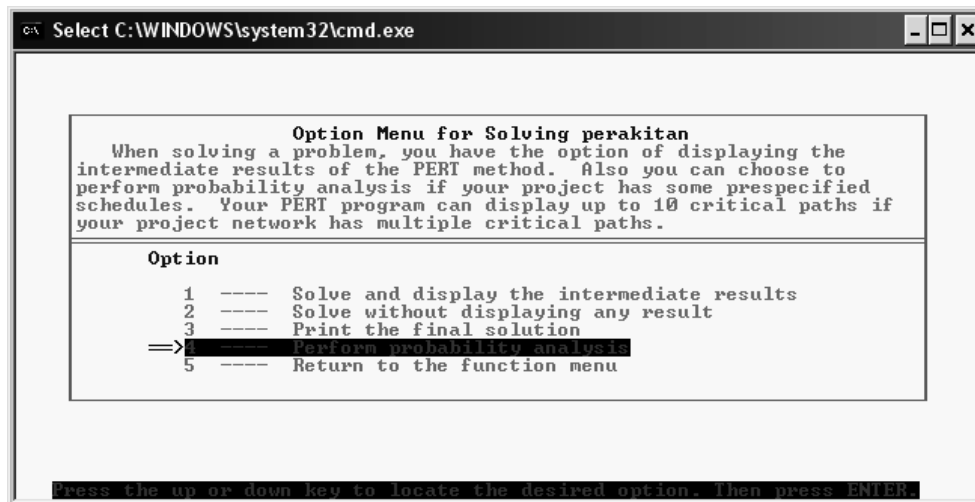 Select C:\WINDOWS\system32\cmd.exe
Option Menu for Solving perakitan
When solving a problem, you have the option of displaying the
intermediate results of the PERT method. Also you can choose to
perform probability analysis if your project has some prespecified
schedules. Your PERT program can display up to 10 critical paths if
your project network has multiple critical paths.
Option
1 ---- Solve and display the intermediate results
2 ---- Solve without displaying any result
3 ---- Print the final solution
==>4 ---- Perform probability analysis
5 ---- Return to the function menu
Press the up or down key to locate the desired option. Then press ENTER.